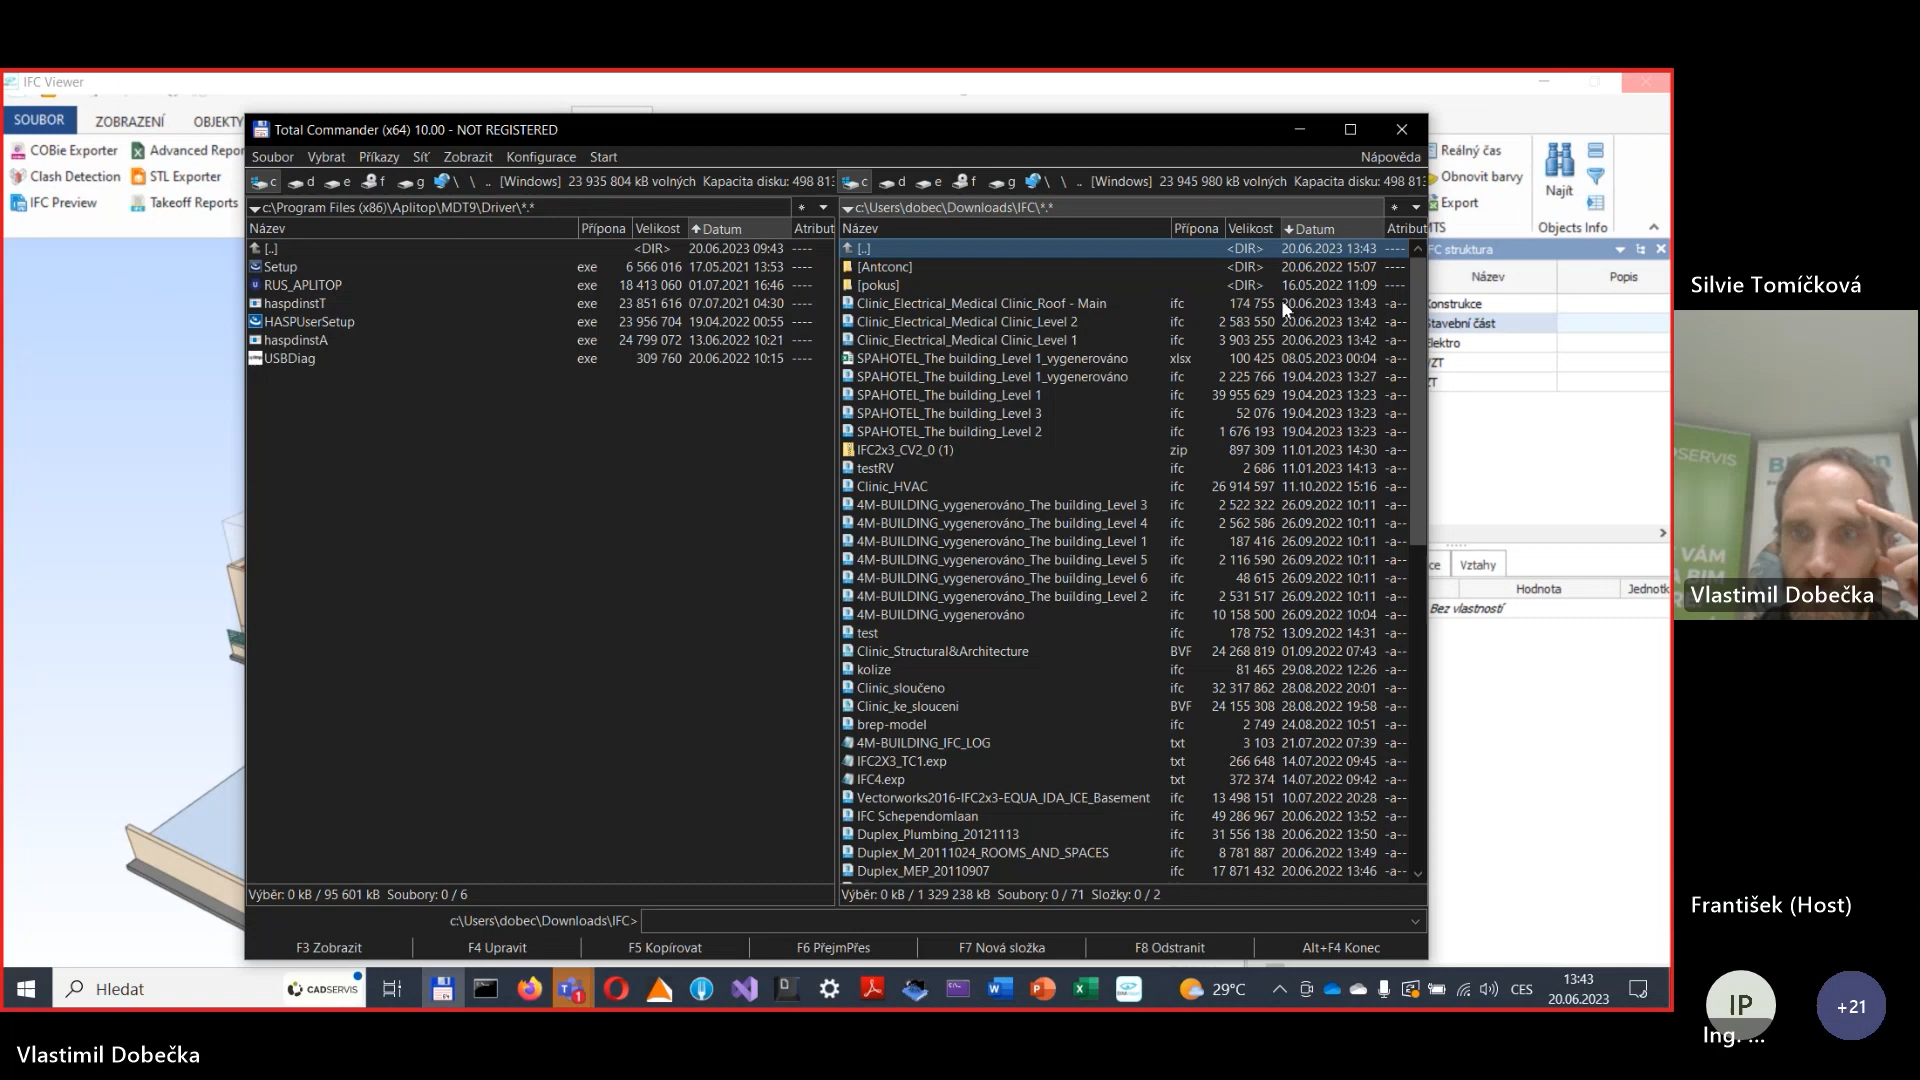 IFC Viewer
SOUBOR
ZOBRAZENÍ
OBJEKTY
COBie Exporter
Advanced Repor
Clash Detection
STL Exporter
IFC Preview
Takeoff Reports
Total Commander (x64) 10.00 - NOT REGISTERED
Soubor Vybrat Příkazy Síť Zobrazit Konfigurace Start Nápověda
c d e f g \ \ .. [Windows] 23 935 804 kB volných Kapacita disku: 498 81
c d e f g \ \ .. [Windows] 23 945 980 kB volných Kapacita disku: 498 81
c:\Program Files (x86)\Aplitop\MDT9\Driver\*.* * 
Název Přípona Velikost Datum Atribut
[..] <DIR> 20.06.2023 09:43 ----
Setup exe 6 566 016 17.05.2021 13:53 ----
RUS_APLITOP exe 18 413 060 01.07.2021 16:46 ----
haspdinstT exe 23 851 616 07.07.2021 04:30 ----
HASPUserSetup exe 23 956 704 19.04.2022 00:55 ----
haspdinstA exe 24 799 072 13.06.2022 10:21 ----
USBDiag exe 309 760 20.06.2022 10:15 ----
Výběr: 0 kB / 95 601 kB Soubory: 0 / 6
c:\Users\dobec\Downloads\IFC\*.* *
Název Přípona Velikost Datum Atribut
[..] <DIR> 20.06.2023 13:43 ----
[Antconc] <DIR> 20.06.2022 15:07 ----
[pokus] <DIR> 16.05.2022 11:09 ----
Clinic_Electrical_Medical Clinic_Roof - Main ifc 174 755 20.06.2023 13:43 -a--
Clinic_Electrical_Medical Clinic_Level 2 ifc 2 583 550 20.06.2023 13:42 -a--
Clinic_Electrical_Medical Clinic_Level 1 ifc 3 903 255 20.06.2023 13:42 -a--
SPAHOTEL_The building_Level 1_vygenerováno xlsx 100 425 08.05.2023 00:04 -a--
SPAHOTEL_The building_Level 1_vygenerováno ifc 2 225 766 19.04.2023 13:27 -a--
SPAHOTEL_The building_Level 1 ifc 39 955 629 19.04.2023 13:23 -a--
SPAHOTEL_The building_Level 3 ifc 52 076 19.04.2023 13:23 -a--
SPAHOTEL_The building_Level 2 ifc 1 676 193 19.04.2023 13:23 -a--
IFC2x3_CV2_0 (1) zip 897 309 11.01.2023 14:30 -a--
testRV ifc 2 686 11.01.2023 14:13 -a--
Clinic_HVAC ifc 26 914 597 11.10.2022 15:16 -a--
4M-BUILDING_vygenerováno_The building_Level 3 ifc 2 522 322 26.09.2022 10:11 -a--
4M-BUILDING_vygenerováno_The building_Level 4 ifc 2 562 586 26.09.2022 10:11 -a--
4M-BUILDING_vygenerováno_The building_Level 1 ifc 187 416 26.09.2022 10:11 -a--
4M-BUILDING_vygenerováno_The building_Level 5 ifc 2 116 590 26.09.2022 10:11 -a--
4M-BUILDING_vygenerováno_The building_Level 6 ifc 48 615 26.09.2022 10:11 -a--
4M-BUILDING_vygenerováno_The building_Level 2 ifc 2 531 517 26.09.2022 10:11 -a--
4M-BUILDING_vygenerováno ifc 10 158 500 26.09.2022 10:04 -a--
test ifc 178 752 13.09.2022 14:31 -a--
Clinic_Structural&Architecture BVF 24 268 819 01.09.2022 07:43 -a--
kolize ifc 81 465 29.08.2022 12:26 -a--
Clinic_sloučeno ifc 32 317 862 28.08.2022 20:01 -a--
Clinic_ke_slouceni BVF 24 155 308 28.08.2022 19:58 -a--
brep-model ifc 2 749 24.08.2022 10:51 -a--
4M-BUILDING_IFC_LOG txt 3 103 21.07.2022 07:39 -a--
IFC2X3_TC1.exp txt 266 648 14.07.2022 09:45 -a--
IFC4.exp txt 372 374 14.07.2022 09:42 -a--
Vectorworks2016-IFC2x3-EQUA_IDA_ICE_Basement ifc 13 498 151 10.07.2022 20:28 -a--
IFC Schependomlaan ifc 49 286 967 20.06.2022 13:52 -a--
Duplex_Plumbing_20121113 ifc 31 556 138 20.06.2022 13:50 -a--
Duplex_M_20111024_ROOMS_AND_SPACES ifc 8 781 887 20.06.2022 13:49 -a--
Duplex_MEP_20110907 ifc 17 871 432 20.06.2022 13:46 -a--
Výběr: 0 kB / 1 329 238 kB Soubory: 0 / 71 Složky: 0 / 2
c:\Users\dobec\Downloads\IFC>
F3 Zobrazit F4 Upravit F5 Kopírovat F6 PřejmPřes F7 Nová složka F8 Odstranit Alt+F4 Konec
Reálný čas
Obnovit barvy
Export
Najít
MTS
Objects Info
FC struktura
Název Popis
Konstrukce
Stavební část
Elektro
VZT
ZT
ce Vztahy
Hodnota Jednotk
Bez vlastností
Hledat
CADSERVIS
29°C
CES
13:43
20.06.2023
Silvie Tomíčková
DSERVIS
VÁM
A BIM
Vlastimil Dobečka
František (Host)
IP
+21
Ing. ...
Vlastimil Dobečka